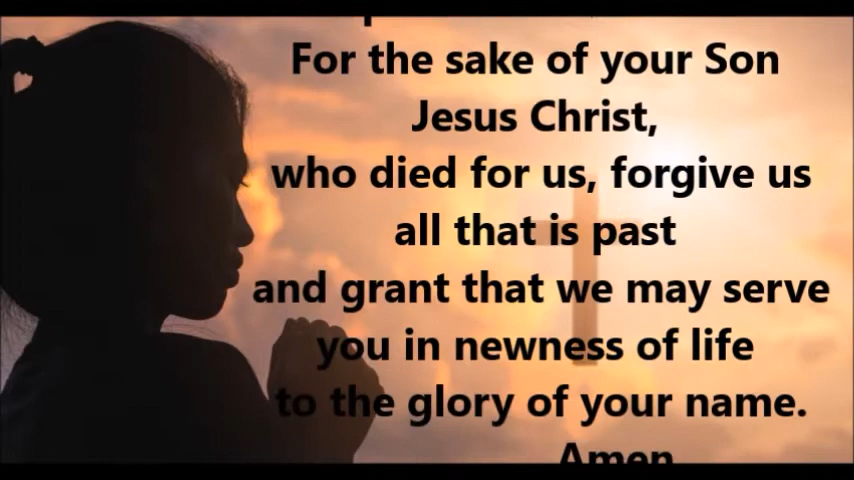 For the sake of your Son
Jesus Christ,
who died for us, forgive us
all that is past
and grant that we may serve
you in newness of life
to the glory of your name.
Amen